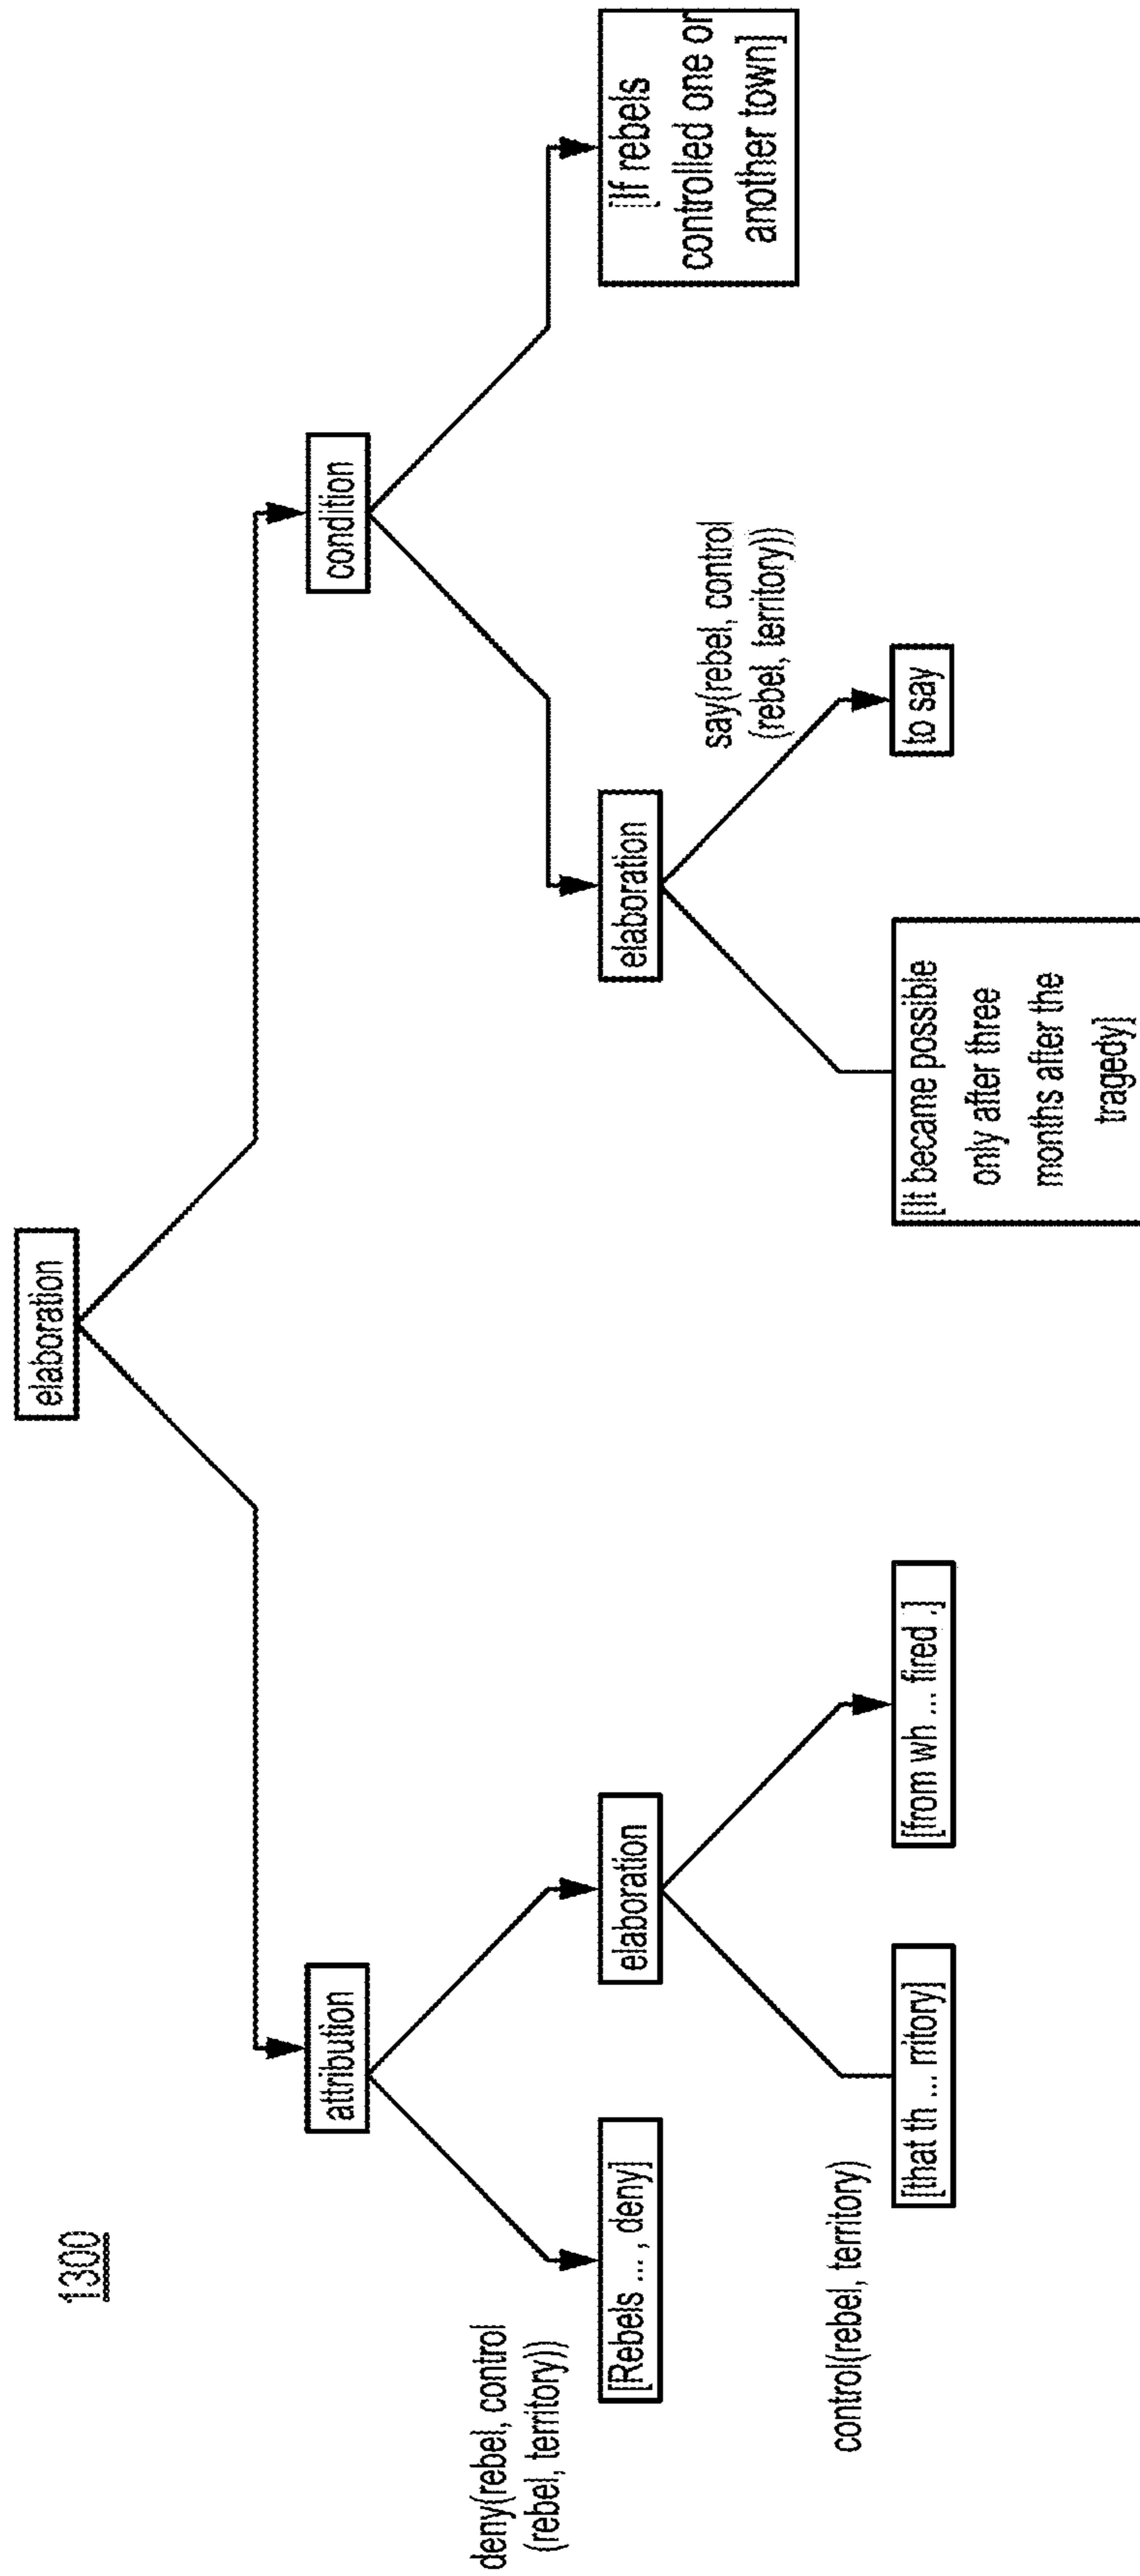 1300
elaboration
attribution
condition
deny(rebel, control
(rebel, territory))
[Rebels ... , deny]
elaboration
elaboration
[If rebels
controlled one or
another town]
say(rebel, control
(rebel, territory))
control(rebel, territory)
[that th ... rritory]
[from wh ... fired .]
[It became possible
only after three
months after the
tragedy]
to say